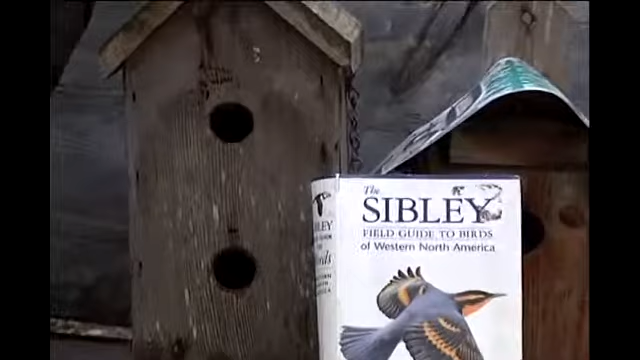 The
SIBLEY
FIELD GUIDE TO BIRDS
of Western North America